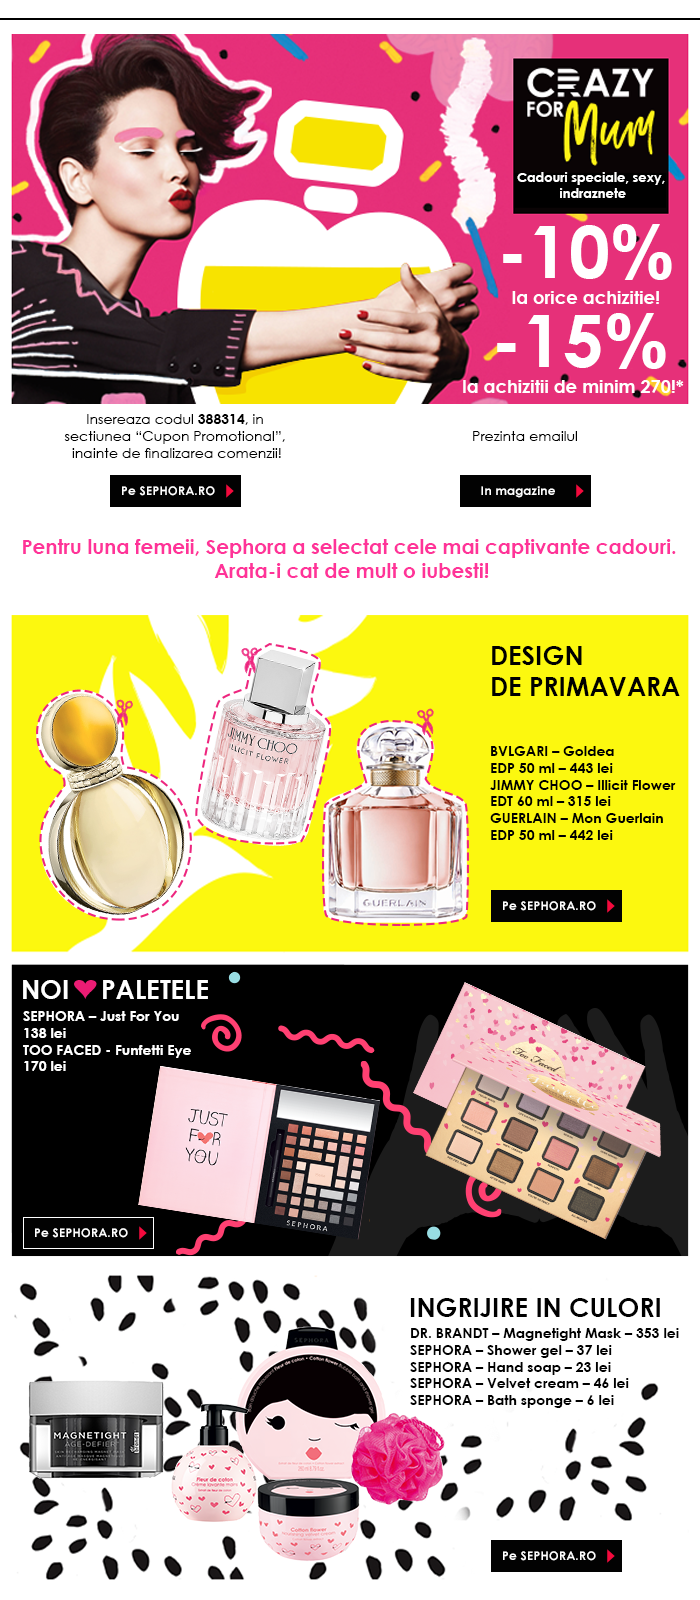 CRAZY
FOR Mum
Cadouri speciale, sexy,
indraznete
-10%
la orice achizitie!
-15%
la achizitii de minim 270!*
Insereaza codul 388314, in
sectiunea “Cupon Promotional”,
inainte de finalizarea comenzii!
Pe SEPHORA.RO
Prezinta emailul
In magazine
Pentru luna femeii, Sephora a selectat cele mai captivante cadouri.
Arata-i cat de mult o iubesti!
DESIGN
DE PRIMAVARA
JIMMY CHOO
ILLICIT FLOWER
GUERLAIN
BVLGARI – Goldea
EDP 50 ml – 443 lei
JIMMY CHOO – Illicit Flower
EDT 60 ml – 315 lei
GUERLAIN – Mon Guerlain
EDP 50 ml – 442 lei
Pe SEPHORA.RO
NOI PALETELE
SEPHORA – Just For You
138 lei
TOO FACED - Funfetti Eye
170 lei
Too Faced
JUST
FOR
YOU
SEPHORA
Pe SEPHORA.RO
INGRIJIRE IN CULORI
DR. BRANDT – Magnetight Mask – 353 lei
SEPHORA – Shower gel – 37 lei
SEPHORA – Hand soap – 23 lei
SEPHORA – Velvet cream – 46 lei
SEPHORA – Bath sponge – 6 lei
SEPHORA
MAGNETIGHT
AGE-DEFIER
Fleur de coton
Cotton flower
Pe SEPHORA.RO